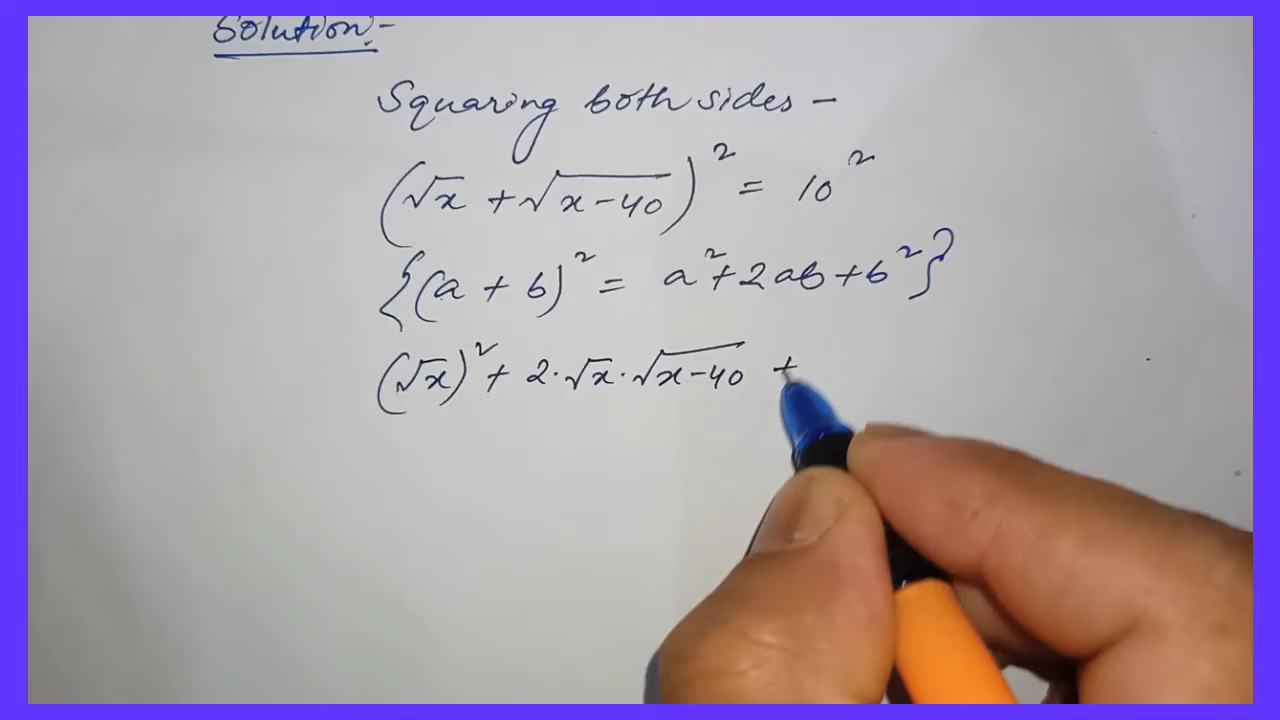 Solution:-
Squaring both sides -
(√x + √(x-40))² = 10²
{(a + b)² = a² + 2ab + b²}
(√x)² + 2·√x·√(x-40) +